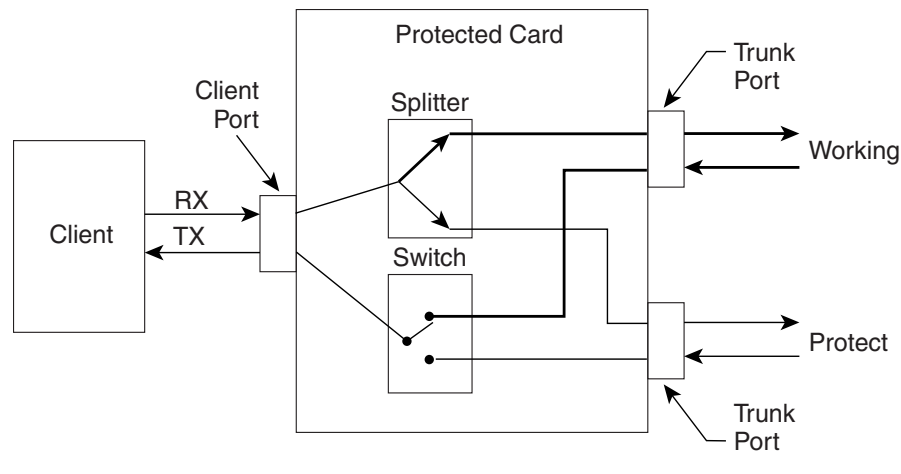 Protected Card
Trunk
Port
Client
Port
Splitter
Working
RX
Client
TX
Switch
Protect
Trunk
Port